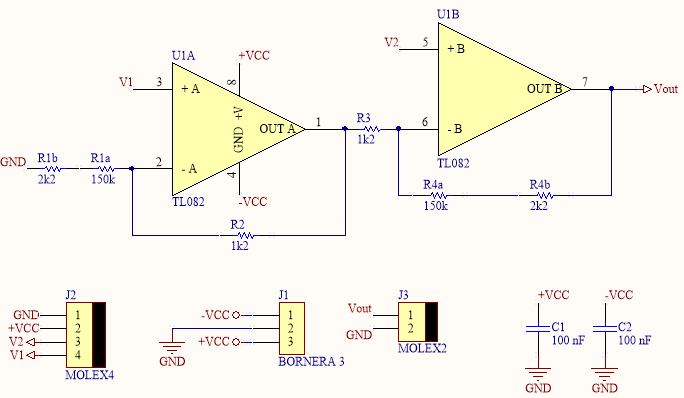 U1B
V2
5
+ B
U1A
+VCC
V1
3
+ A
8
+V
7
OUT B
Vout
GND
OUT A
1
R3
1k2
6
- B
TL082
GND
R1b
2k2
R1a
150k
2
- A
4
-VCC
TL082
R4a
150k
R4b
2k2
R2
1k2
J2
GND
1
+VCC
2
V2
3
V1
4
MOLEX4
J1
-VCC
1
2
+VCC
3
GND
BORNERA 3
J3
Vout
1
GND
2
MOLEX2
+VCC
C1
100 nF
GND
-VCC
C2
100 nF
GND